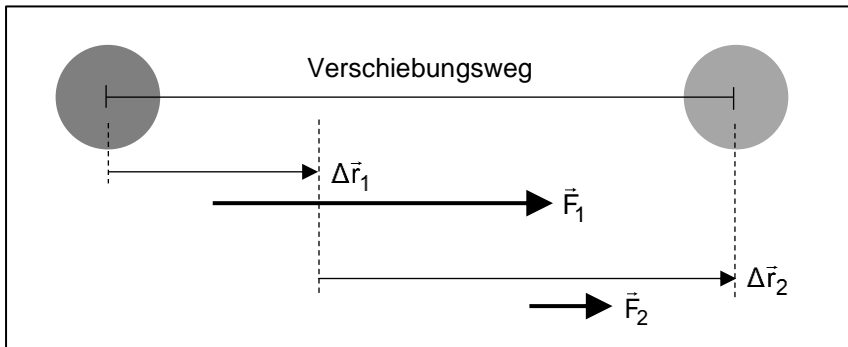 Verschiebungsweg
Δr⃗₁
F⃗₁
Δr⃗₂
F⃗₂